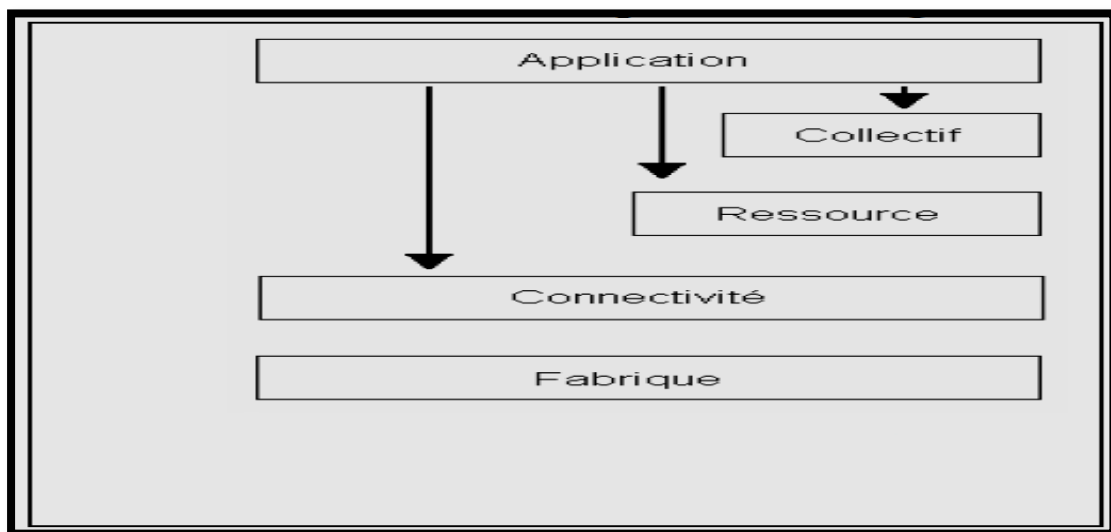 Application
Collectif
Ressource
Connectivité
Fabrique